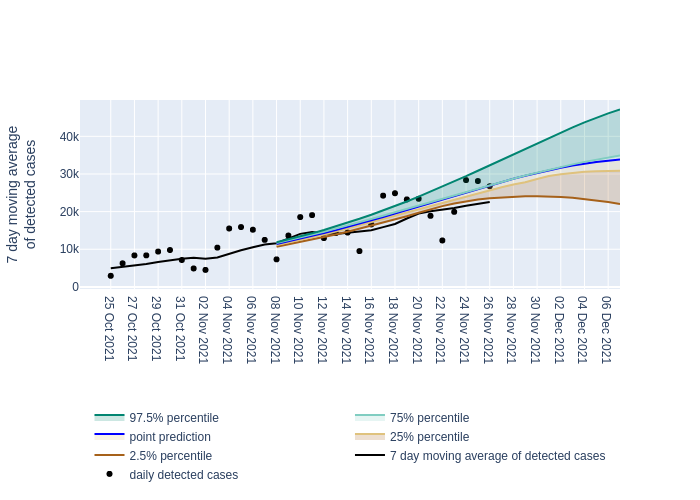 7 day moving average
of detected cases
40k
30k
20k
10k
0
25 Oct 2021
27 Oct 2021
29 Oct 2021
31 Oct 2021
02 Nov 2021
04 Nov 2021
06 Nov 2021
08 Nov 2021
10 Nov 2021
12 Nov 2021
14 Nov 2021
16 Nov 2021
18 Nov 2021
20 Nov 2021
22 Nov 2021
24 Nov 2021
26 Nov 2021
28 Nov 2021
30 Nov 2021
02 Dec 2021
04 Dec 2021
06 Dec 2021
97.5% percentile
75% percentile
point prediction
25% percentile
2.5% percentile
7 day moving average of detected cases
daily detected cases